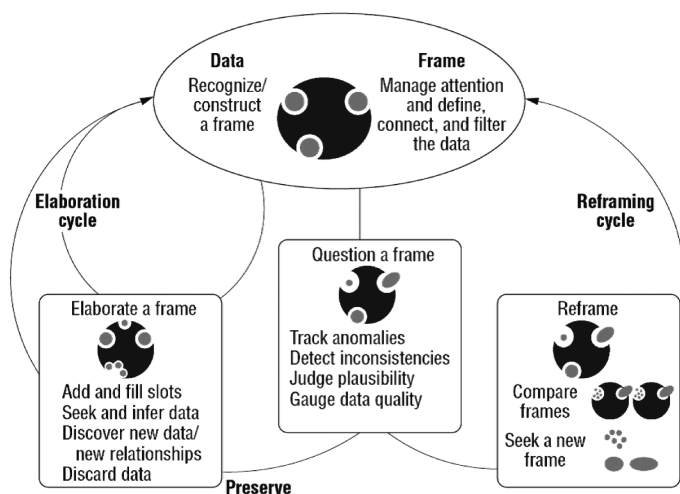 Data
Recognize/
construct
a frame
Frame
Manage attention
and define,
connect, and filter
the data
Elaboration
cycle
Reframing
cycle
Elaborate a frame
Add and fill slots
Seek and infer data
Discover new data/
new relationships
Discard data
Question a frame
Track anomalies
Detect inconsistencies
Judge plausibility
Gauge data quality
Reframe
Compare
frames
Seek a new
frame
Preserve